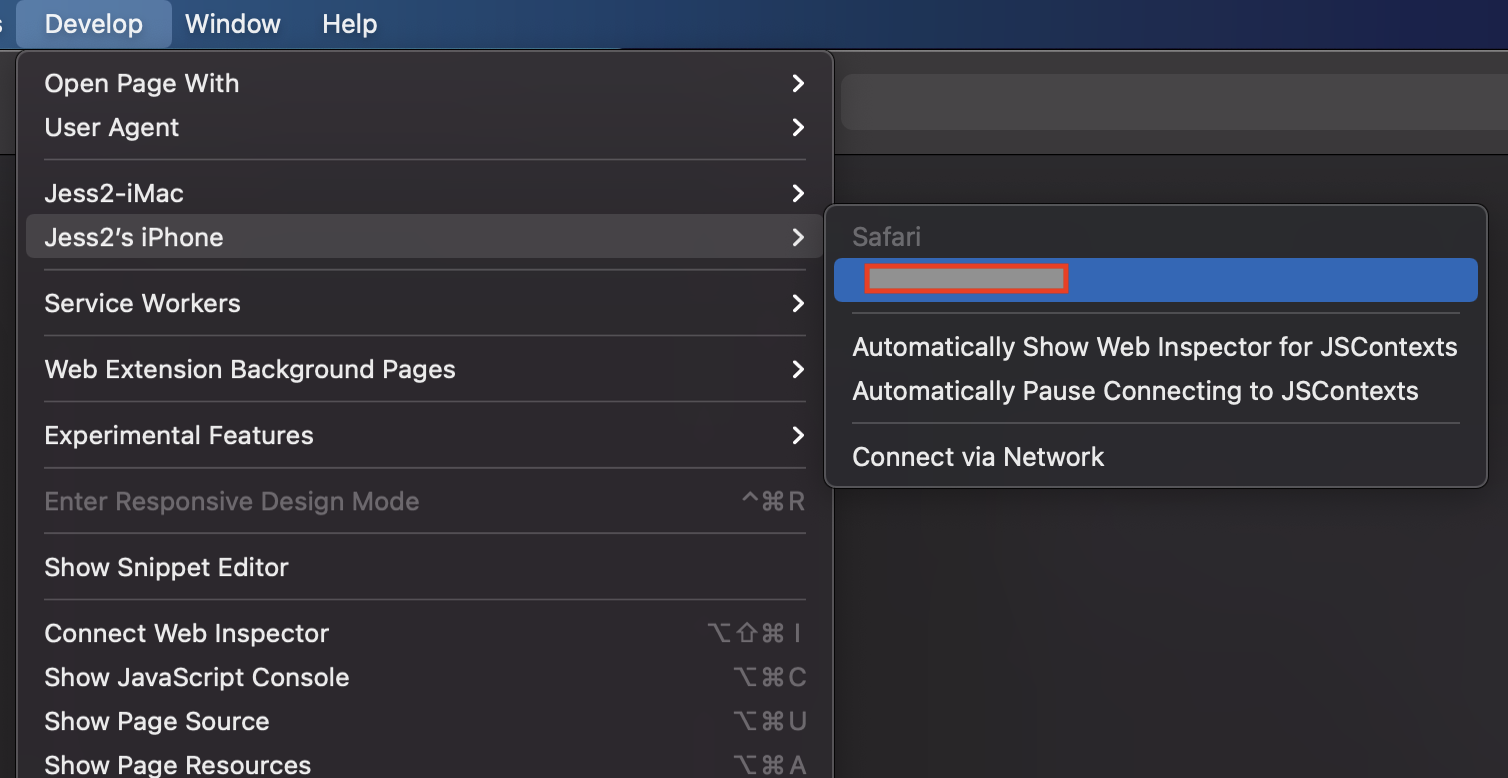 Develop Window Help
Open Page With
User Agent
Jess2-iMac
Jess2's iPhone
Safari
Service Workers
Automatically Show Web Inspector for JSContexts
Web Extension Background Pages
Automatically Pause Connecting to JSContexts
Experimental Features
Connect via Network
Enter Responsive Design Mode ^⌘R
Show Snippet Editor
Connect Web Inspector ⌥⇧⌘I
Show JavaScript Console ⌥⌘C
Show Page Source ⌥⌘U
Show Page Resources ⌥⌘A